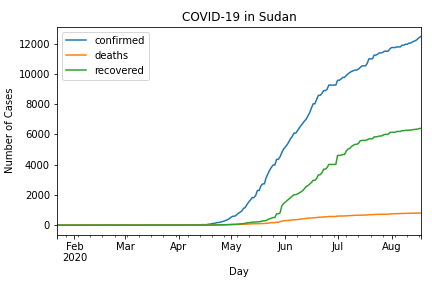 COVID-19 in Sudan
confirmed
deaths
recovered
Number of Cases
12000
10000
8000
6000
4000
2000
0
Feb Mar Apr May Jun Jul Aug
2020
Day